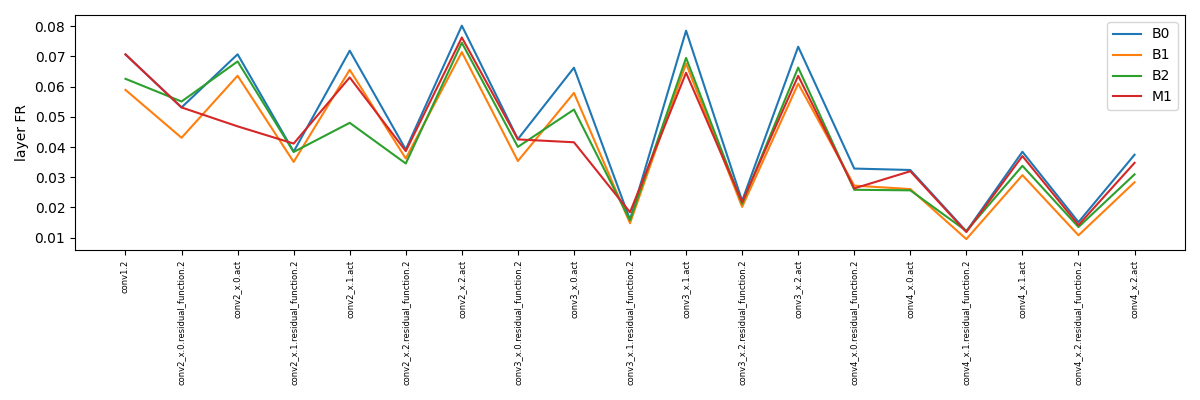 layer FR
0.08
0.07
0.06
0.05
0.04
0.03
0.02
0.01
B0
B1
B2
M1
conv1.2
conv2_x.0.residual_function.2
conv2_x.0.act
conv2_x.1.residual_function.2
conv2_x.1.act
conv2_x.2.residual_function.2
conv2_x.2.act
conv3_x.0.residual_function.2
conv3_x.0.act
conv3_x.1.residual_function.2
conv3_x.1.act
conv3_x.2.residual_function.2
conv3_x.2.act
conv4_x.0.residual_function.2
conv4_x.0.act
conv4_x.1.residual_function.2
conv4_x.1.act
conv4_x.2.residual_function.2
conv4_x.2.act